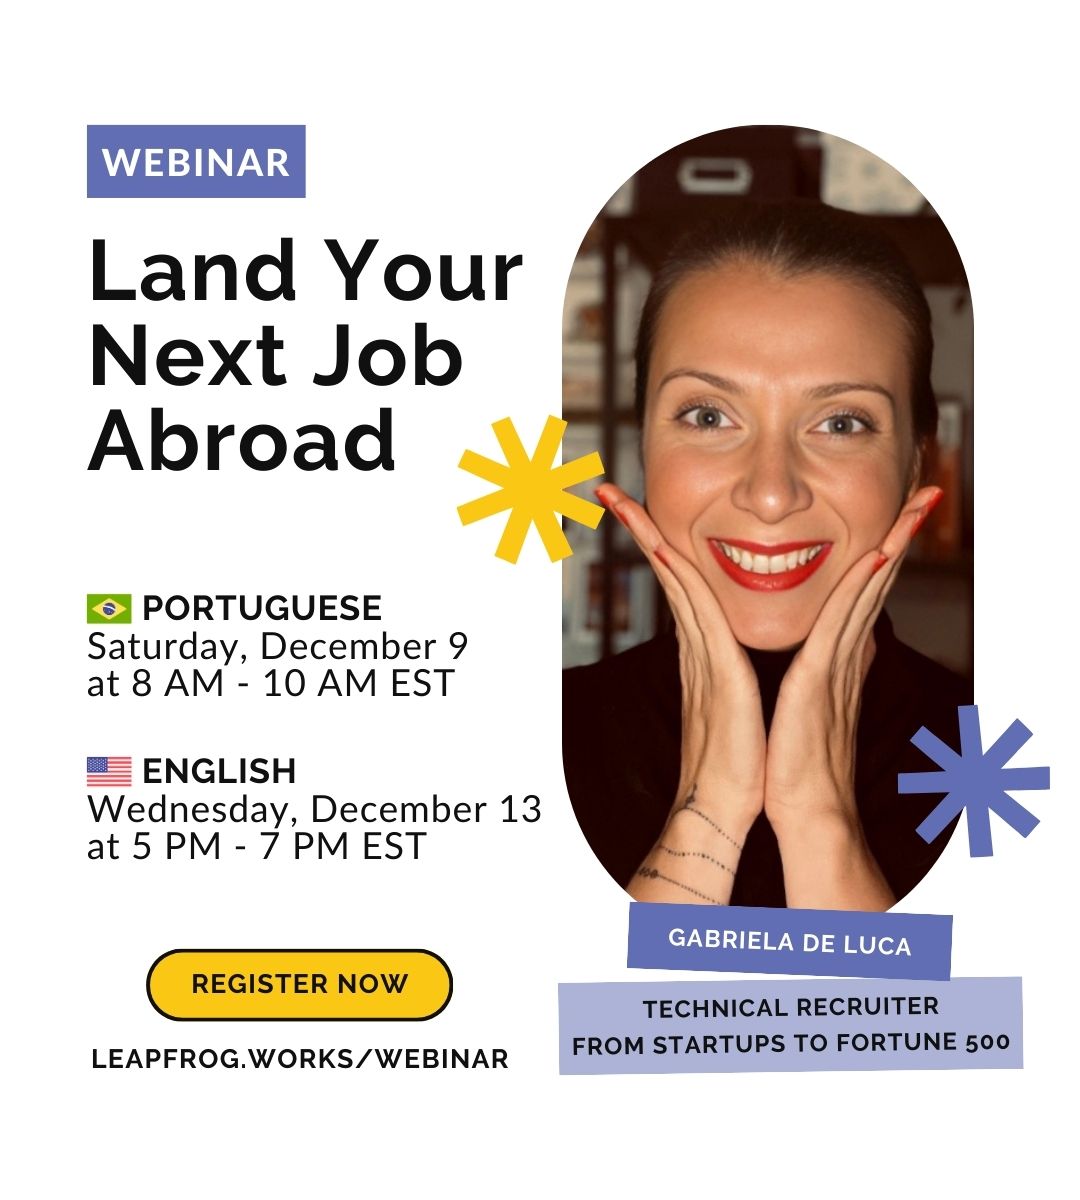 WEBINAR
Land Your
Next Job
Abroad
PORTUGUESE
Saturday, December 9
at 8 AM - 10 AM EST
ENGLISH
Wednesday, December 13
at 5 PM - 7 PM EST
REGISTER NOW
LEAPFROG.WORKS/WEBINAR
GABRIELA DE LUCA
TECHNICAL RECRUITER
FROM STARTUPS TO FORTUNE 500